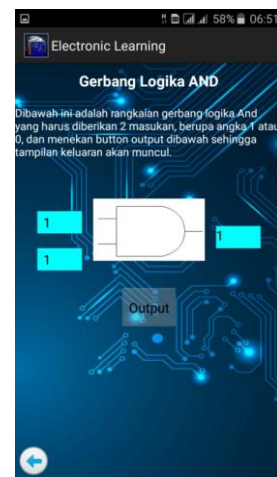 58% 06:51
Electronic Learning
Gerbang Logika AND
Dibawah ini adalah rangkaian gerbang logika And
yang harus diberikan 2 masukan, berupa angka 1 atau
0, dan menekan button output dibawah sehingga
tampilan keluaran akan muncul.
1
1
1
Output